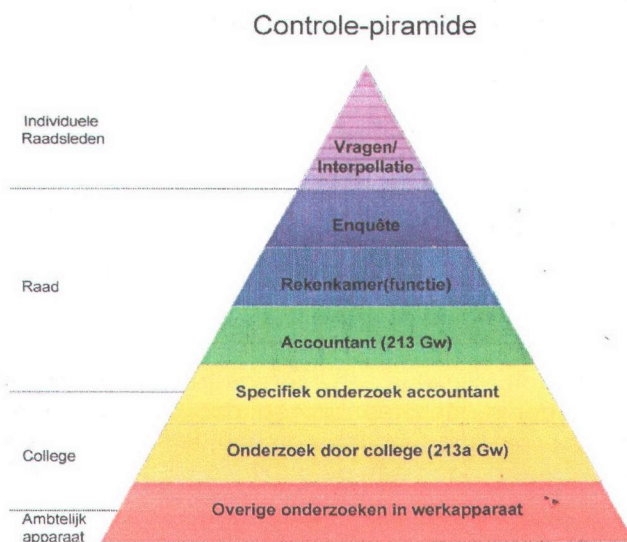 Controle-piramide
Individuele
Raadsleden
Vragen/
Interpellatie
Enquête
Raad
Rekenkamer(functie)
Accountant (213 Gw)
Specifiek onderzoek accountant
College
Onderzoek door college (213a Gw)
Overige onderzoeken in werkapparaat
Ambtelijk
apparaat